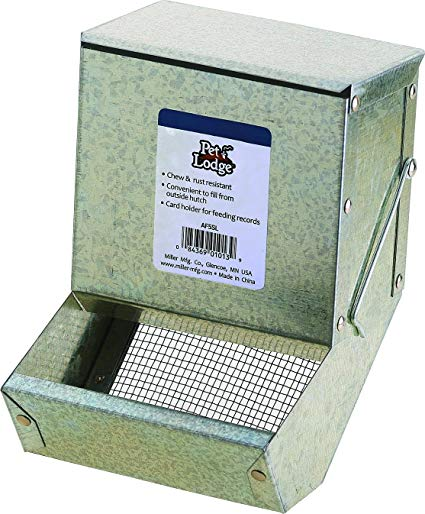 Pet
Lodge
• Chew & rust resistant
• Convenient to fill from
outside hutch
• Card holder for feeding records
AF5SL
0 84369 01013 9
Miller Mfg. Co., Glencoe, MN USA
www.miller-mfg.com • Made in China